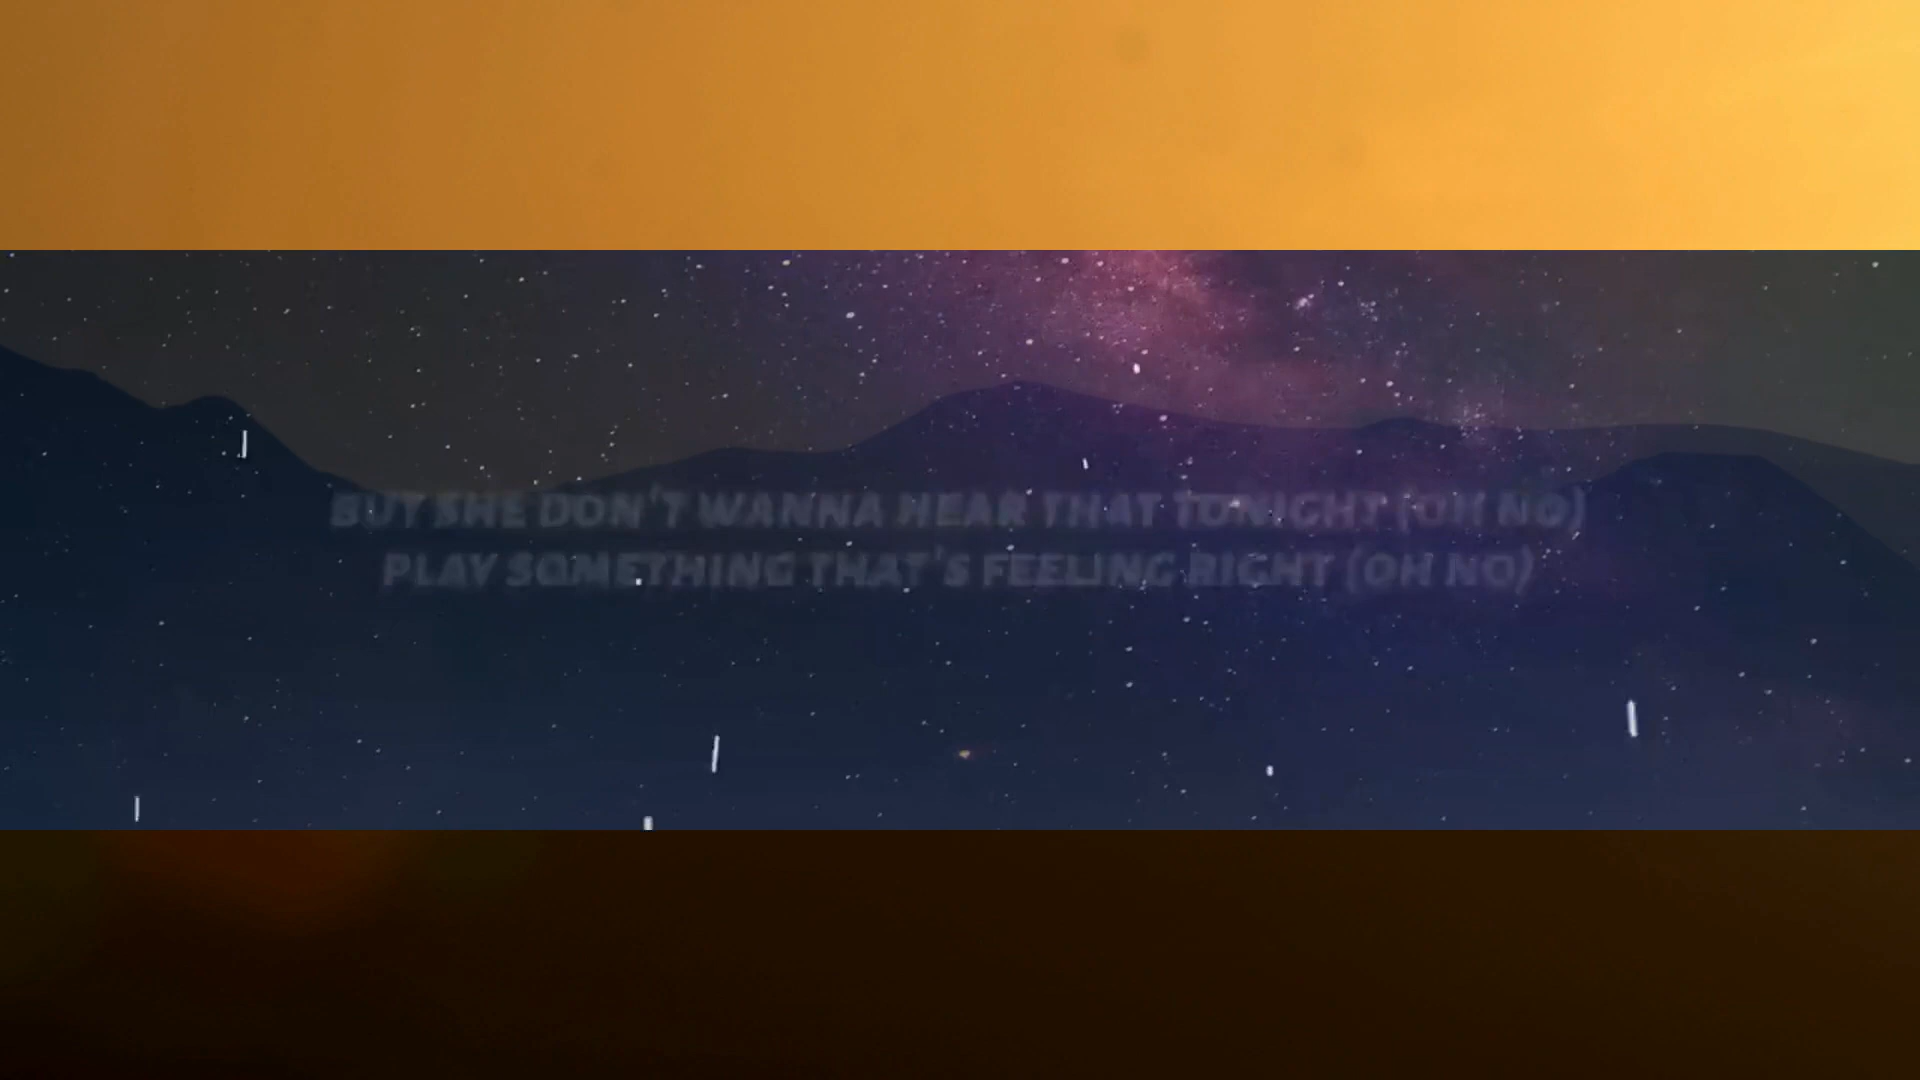 BUT SHE DON'T WANNA HEAR THAT TONIGHT (OH NO)
PLAY SOMETHING THAT'S FEELING RIGHT (OH NO)